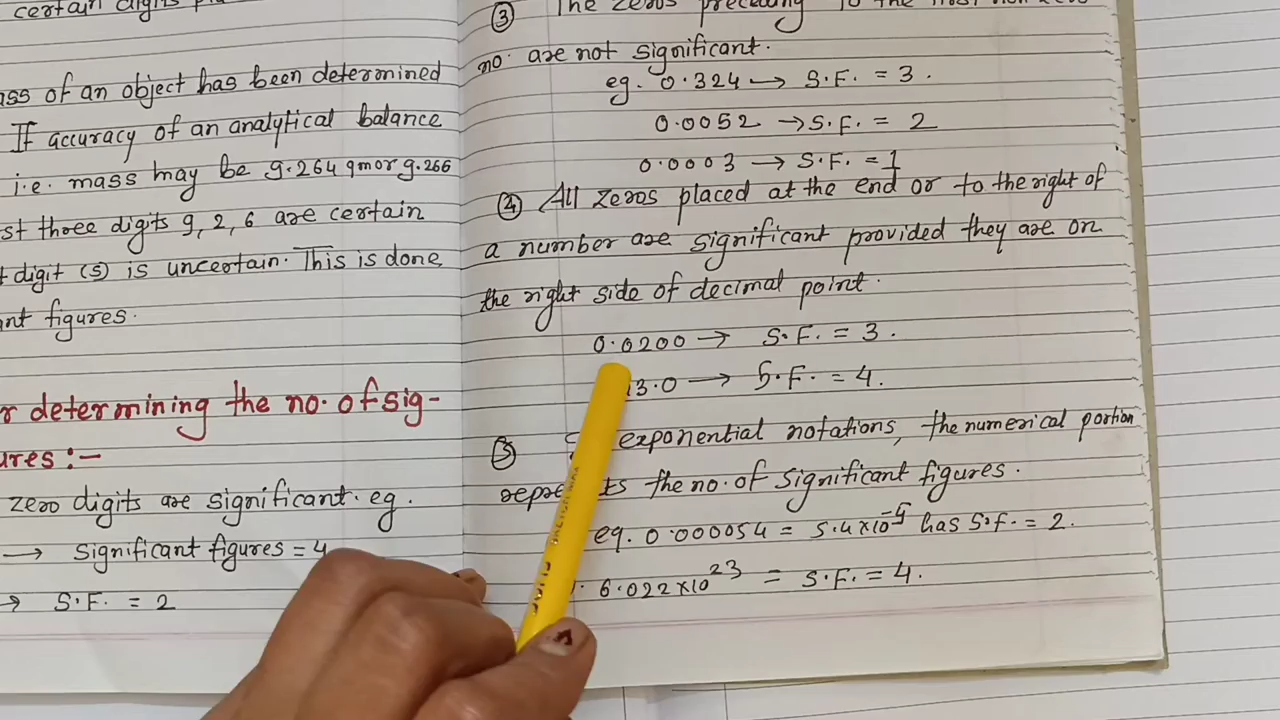 certain digits
ass of an object has been determined
If accuracy of an analytical balance
i.e. mass may be 9.264 gm or 9.266
st three digits 9, 2, 6 are certain
digit (s) is uncertain. This is done
ant figures.
r determining the no. of sig-
ures :-
zero digits are significant. eg.
→ significant figures = 4
→ S.F. = 2
③ The zeros preceding to the
no. are not significant.
eg. 0.324 → S.F. = 3.
0.0052 → S.F. = 2
0.0003 → S.F. = 1
④ All zeros placed at the end or to the right of
a number are significant provided they are on
the right side of decimal point.
0.0200 → S.F. = 3.
13.0 → S.F. = 4.
⑤ exponential notations, the numerical portion
the no. of significant figures.
eg. 0.000054 = 5.4×10⁻⁵ has S.F. = 2.
6.022×10²³ = S.F. = 4.